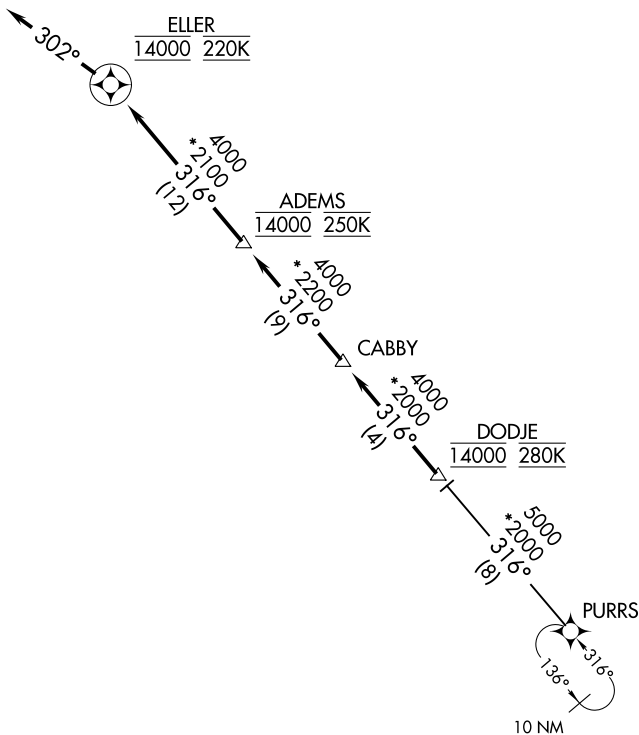 302°
ELLER
14000 220K
4000
*2100
316°
(12)
ADEMS
14000 250K
4000
*2200
316°
(9)
CABBY
4000
*2000
316°
(4)
DODJE
14000 280K
5000
*2000
316°
(8)
PURRS
316°
136°
10 NM